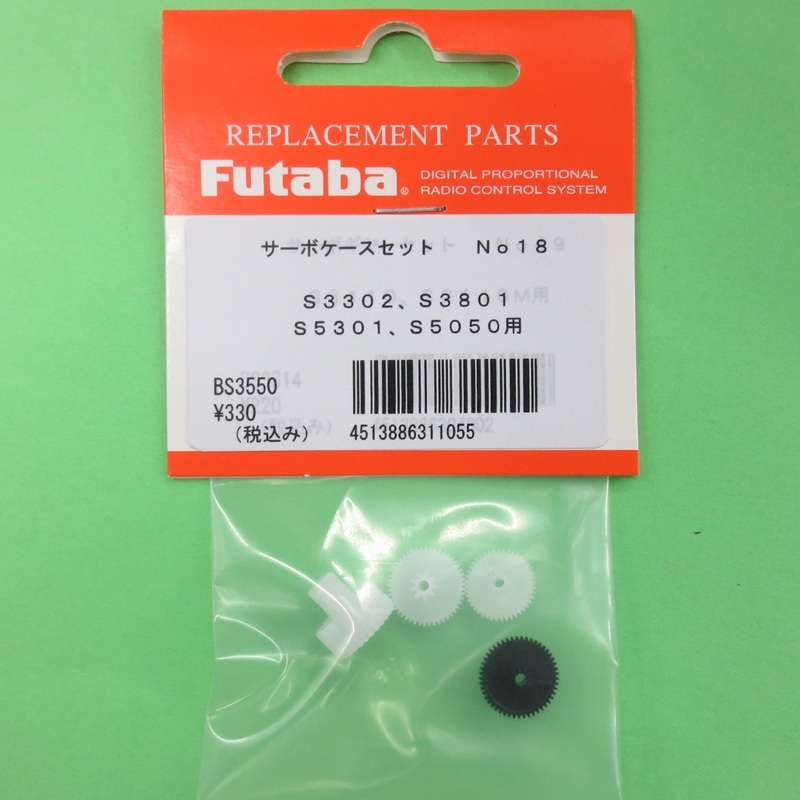 REPLACEMENT PARTS
Futaba®
DIGITAL PROPORTIONAL
RADIO CONTROL SYSTEM
サーボケースセット　Ｎｏ１８
Ｓ３３０２、Ｓ３８０１
Ｓ５３０１、Ｓ５０５０用
BS3550
¥330
（税込み）
4513886311055